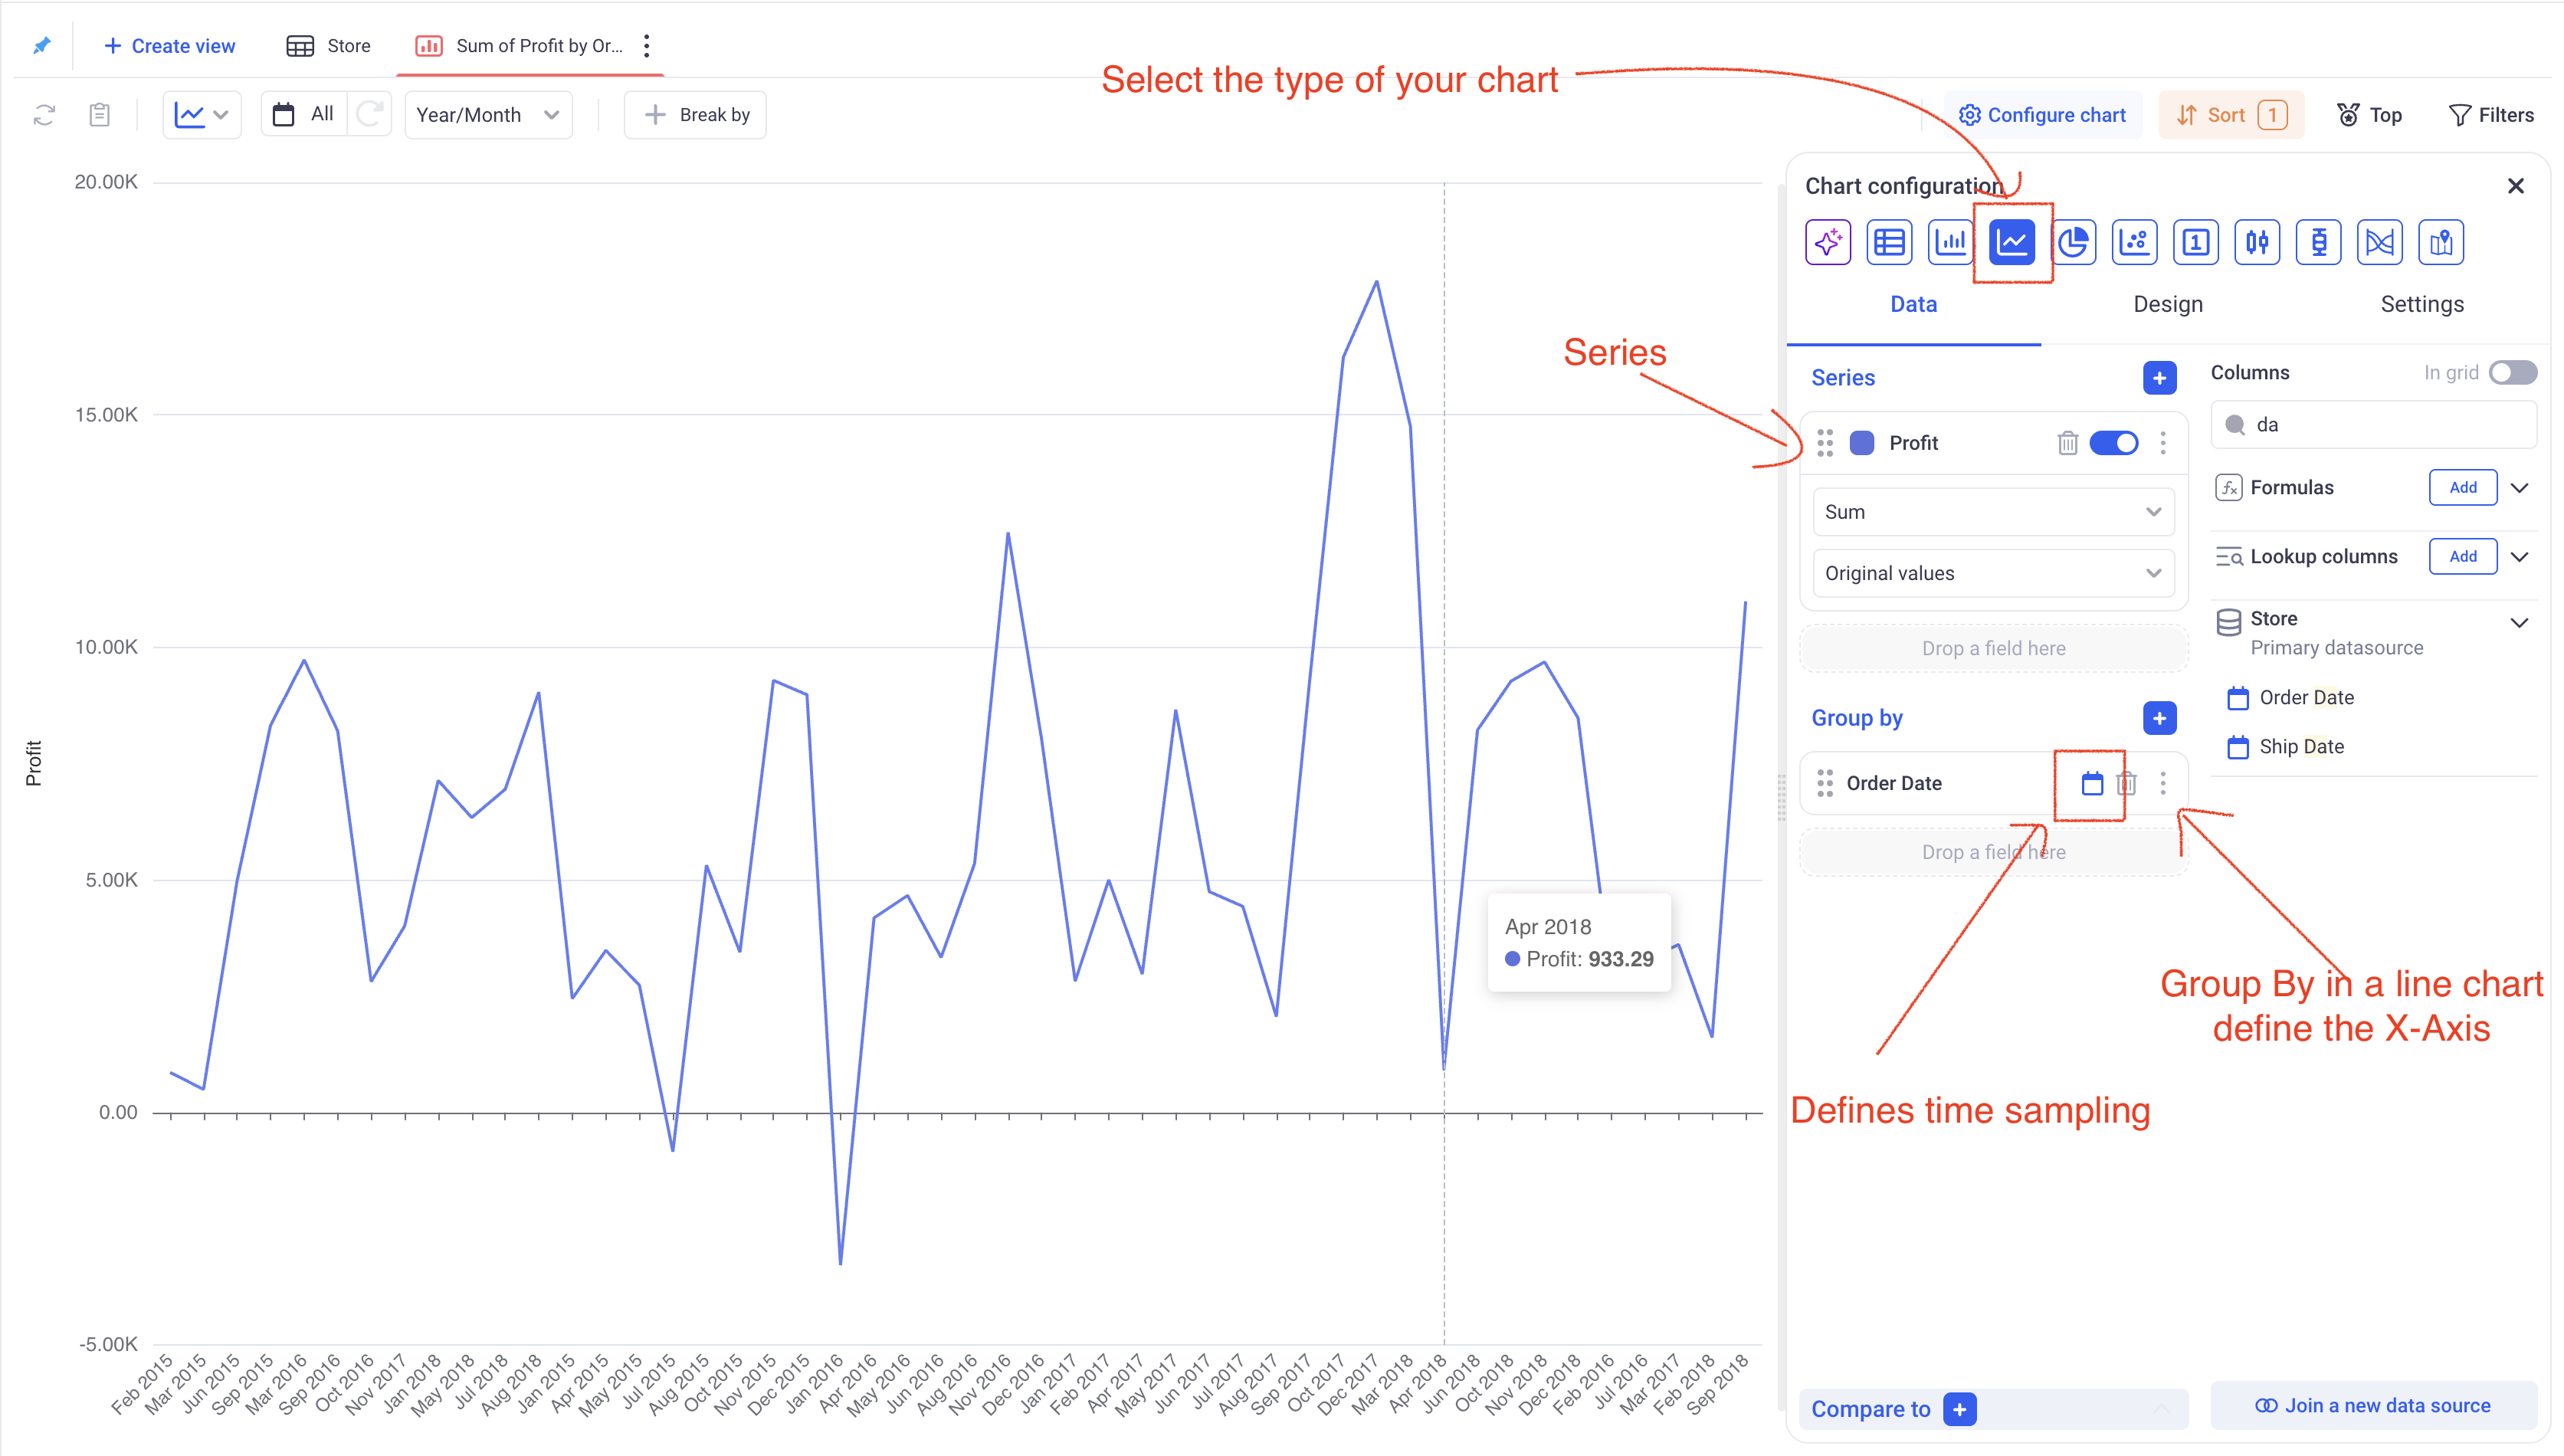 Create view
Store
Sum of Profit by Or...
Select the type of your chart
All
Year/Month
Break by
Configure chart
Sort 1
Top
Filters
Chart configuration
1
Data
Design
Settings
20.00K
15.00K
10.00K
5.00K
0.00
-5.00K
Profit
Series
Series
Profit
Sum
Original values
Drop a field here
Group by
Order Date
Drop a field here
Columns
In grid
da
fx Formulas
Add
Lookup columns
Add
Store
Primary datasource
Order Date
Ship Date
Apr 2018
Profit: 933.29
Group By in a line chart
define the X-Axis
Defines time sampling
Feb 2015
Mar 2015
Jun 2015
Sep 2015
Mar 2016
Sep 2016
Oct 2016
Nov 2017
Jan 2018
May 2018
Jul 2018
Aug 2018
Jan 2015
Apr 2015
May 2015
Jul 2015
Aug 2015
Oct 2015
Nov 2015
Dec 2015
Jan 2016
Apr 2016
May 2016
Jun 2016
Aug 2016
Nov 2016
Dec 2016
Jan 2017
Feb 2017
Apr 2017
May 2017
Jun 2017
Jul 2017
Aug 2017
Sep 2017
Oct 2017
Dec 2017
Mar 2018
Apr 2018
Jun 2018
Oct 2018
Nov 2018
Dec 2018
Feb 2016
Jul 2016
Mar 2017
Feb 2018
Sep 2018
Compare to
Join a new data source